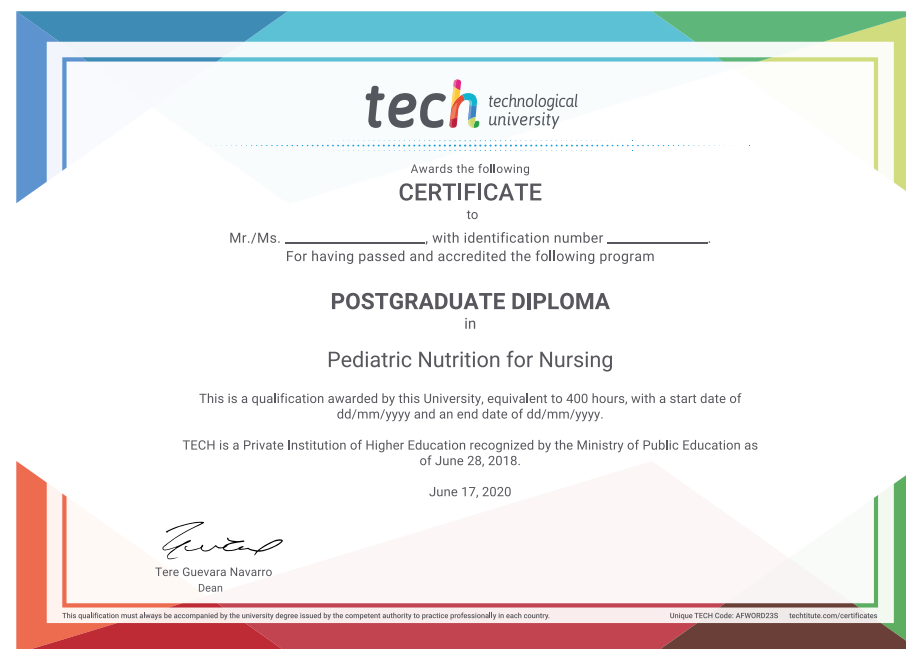 tech technological
university
Awards the following
CERTIFICATE
to
Mr./Ms. ____________________, with identification number ______________.
For having passed and accredited the following program
POSTGRADUATE DIPLOMA
in
Pediatric Nutrition for Nursing
This is a qualification awarded by this University, equivalent to 400 hours, with a start date of
dd/mm/yyyy and an end date of dd/mm/yyyy.
TECH is a Private Institution of Higher Education recognized by the Ministry of Public Education as
of June 28, 2018.
June 17, 2020
Tere Guevara Navarro
Dean
This qualification must always be accompanied by the university degree issued by the competent authority to practice professionally in each country. Unique TECH Code: AFWORD23S techtitute.com/certificates